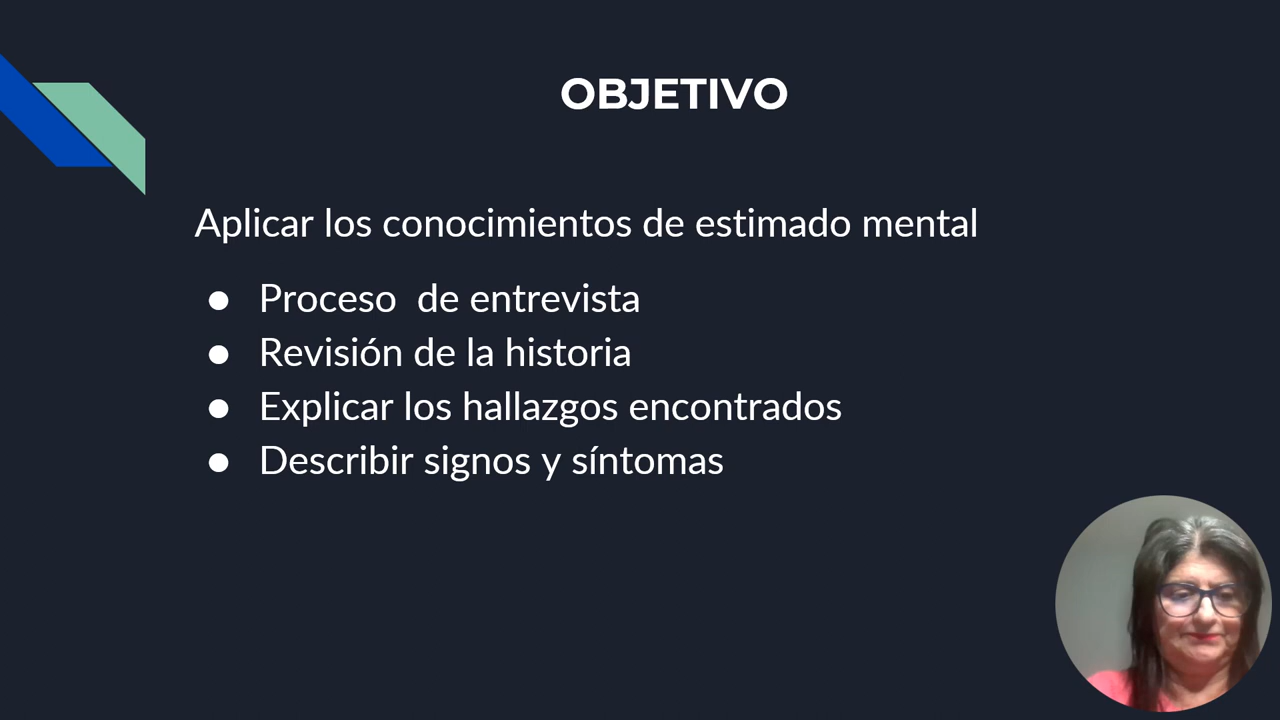 OBJETIVO
Aplicar los conocimientos de estimado mental
● Proceso  de entrevista
● Revisión de la historia
● Explicar los hallazgos encontrados
● Describir signos y síntomas